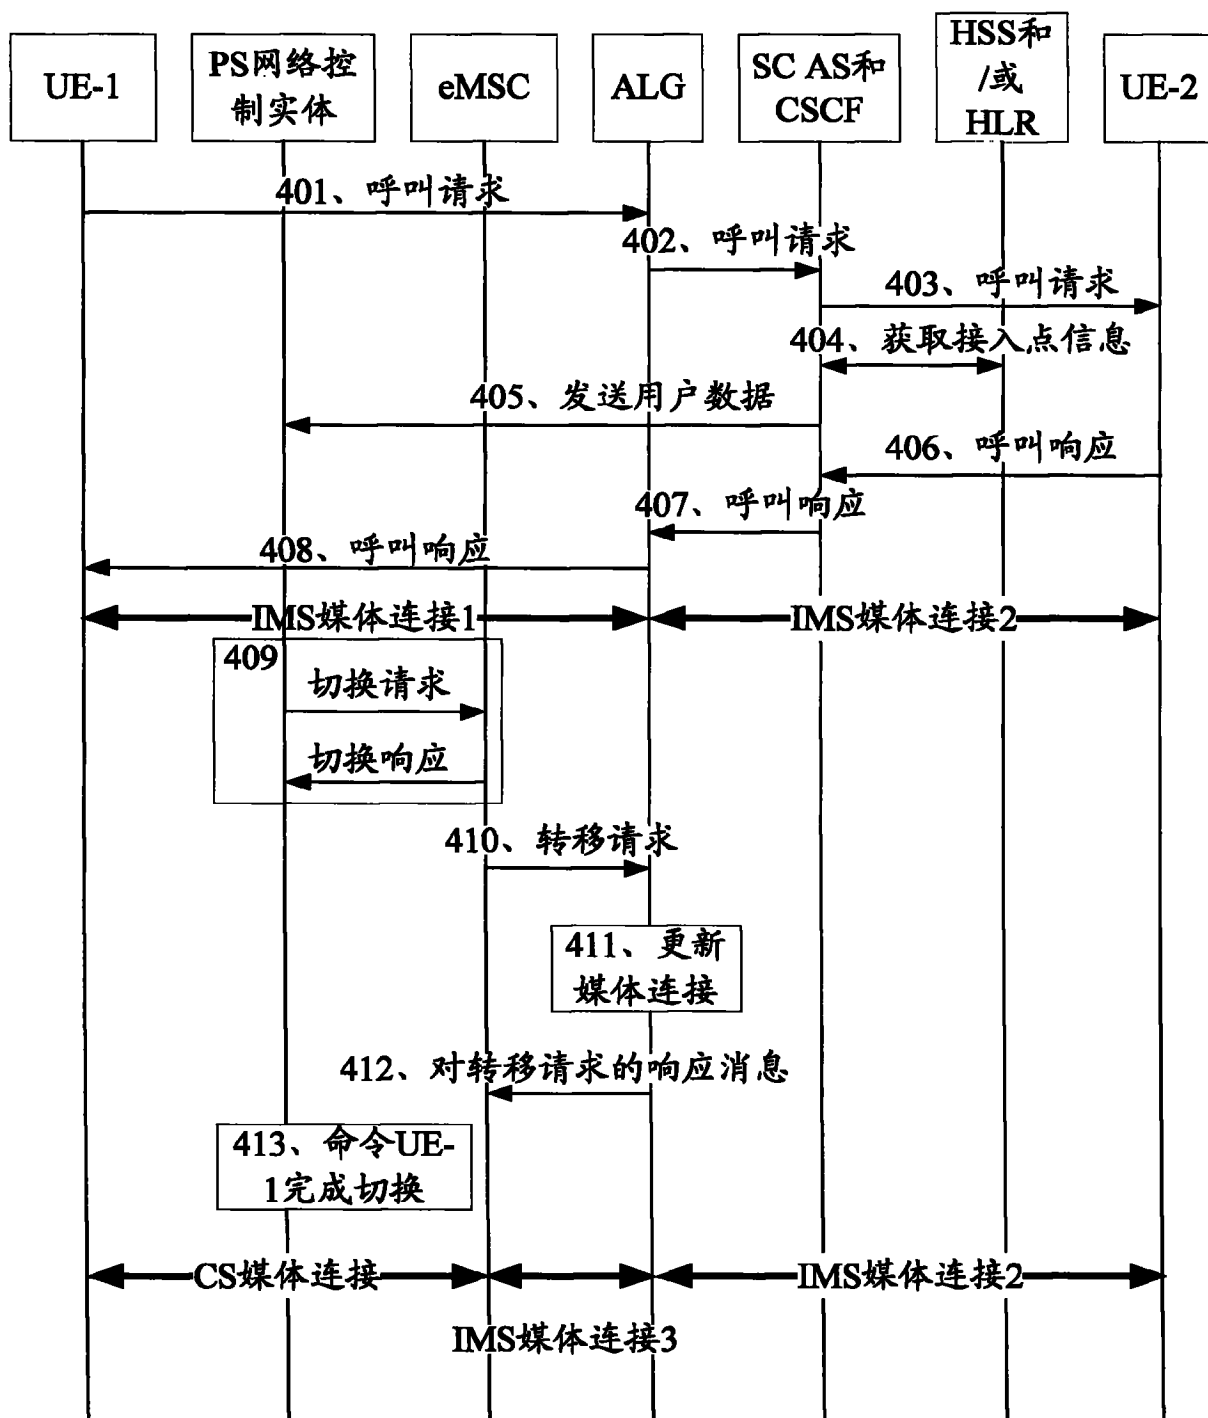 UE-1
PS网络控
制实体
eMSC
ALG
SC AS和
CSCF
HSS和
/或
HLR
UE-2
401、呼叫请求
402、呼叫请求
403、呼叫请求
404、获取接入点信息
405、发送用户数据
406、呼叫响应
407、呼叫响应
408、呼叫响应
IMS媒体连接1
IMS媒体连接2
409
切换请求
切换响应
410、转移请求
411、更新
媒体连接
412、对转移请求的响应消息
413、命令UE-
1完成切换
CS媒体连接
IMS媒体连接2
IMS媒体连接3